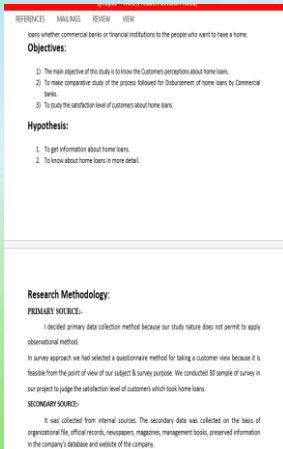 REFERENCES MAILINGS REVIEW VIEW
loans whether commercial banks or financial institutions to the people who want to have a home.
Objectives:
1) The main objective of this study is to know the Customers perceptions about home loans.
2) To make comparative study of the process followed for Disbursement of home loans by Commercial
banks.
3) To study the satisfaction level of customers about home loans.
Hypothesis:
1. To get information about home loans.
2. To know about home loans in more detail.
Research Methodology:
PRIMARY SOURCE:-
I decided primary data collection method because our study nature does not permit to apply
observational method.
In survey approach we had selected a questionnaire method for taking a customer view because it is
feasible from the point of view of our subject & survey purpose. We conducted 30 sample of survey in
our project to judge the satisfaction level of customers which took home loans.
SECONDARY SOURCE:-
It was collected from internal sources. The secondary data was collected on the basis of
organizational file, official records, newspapers, magazines, management books, preserved information
in the company's database and website of the company.